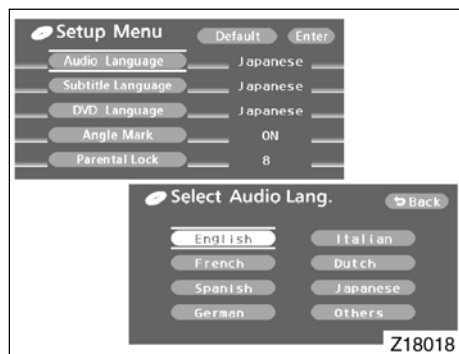 Setup Menu Default Enter
Audio Language Japanese
Subtitle Language Japanese
DVD Language Japanese
Angle Mark ON
Parental Lock 8
Select Audio Lang. Back
English Italian
French Dutch
Spanish Japanese
German Others
Z18018